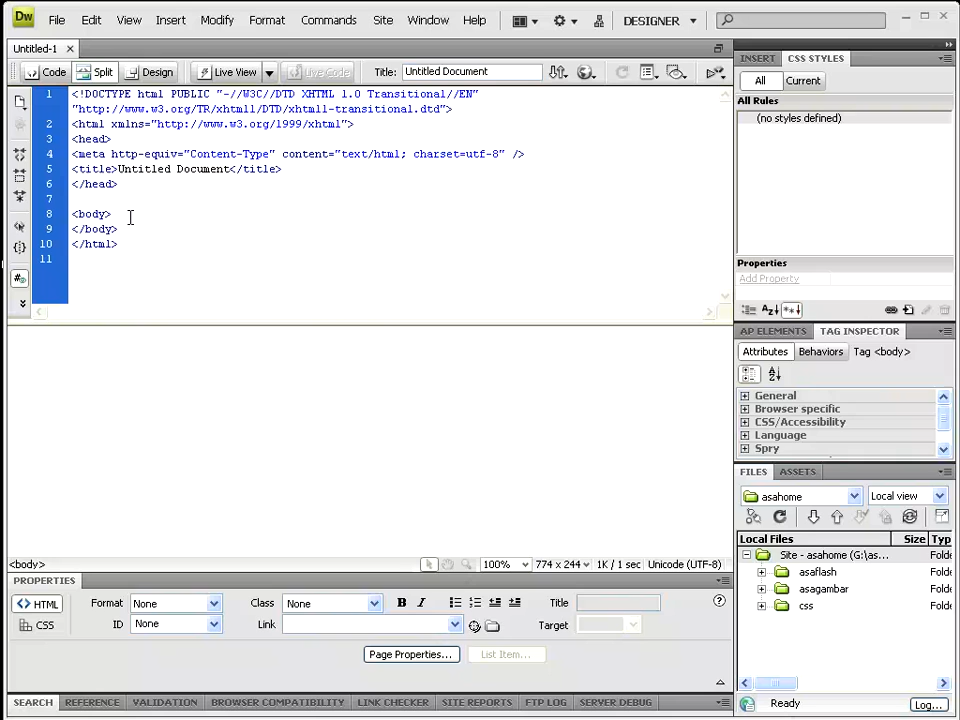 Dw File Edit View Insert Modify Format Commands Site Window Help DESIGNER
Untitled-1
Code Split Design Live View Live Code Title: Untitled Document
1 <!DOCTYPE html PUBLIC "-//W3C//DTD XHTML 1.0 Transitional//EN"
"http://www.w3.org/TR/xhtml1/DTD/xhtml1-transitional.dtd">
2 <html xmlns="http://www.w3.org/1999/xhtml">
3 <head>
4 <meta http-equiv="Content-Type" content="text/html; charset=utf-8" />
5 <title>Untitled Document</title>
6 </head>
7
8 <body>
9 </body>
10 </html>
11
INSERT CSS STYLES
All Current
All Rules
(no styles defined)
Properties
Add Property
AP ELEMENTS TAG INSPECTOR
Attributes Behaviors Tag <body>
General
Browser specific
CSS/Accessibility
Language
Spry
FILES ASSETS
asahome Local view
Local Files Size Typ
Site - asahome (G:\as... Folde
asaflash Folde
asagambar Folde
css Folde
Ready Log...
<body> 100% 774 x 244 1K / 1 sec Unicode (UTF-8)
PROPERTIES
<> HTML Format None Class None B I Title
CSS ID None Link Target
Page Properties... List Item...
SEARCH REFERENCE VALIDATION BROWSER COMPATIBILITY LINK CHECKER SITE REPORTS FTP LOG SERVER DEBUG